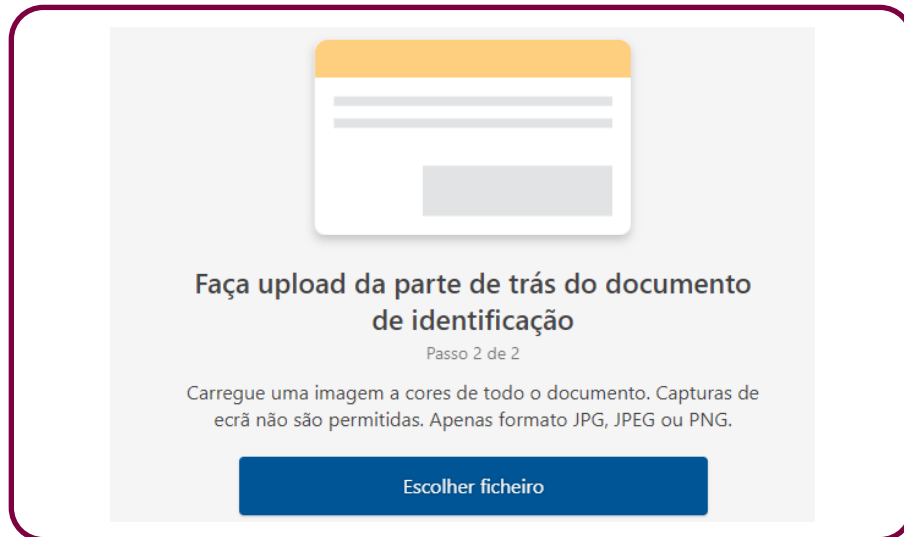 Faça upload da parte de trás do documento
de identificação
Passo 2 de 2
Carregue uma imagem a cores de todo o documento. Capturas de
ecrã não são permitidas. Apenas formato JPG, JPEG ou PNG.
Escolher ficheiro